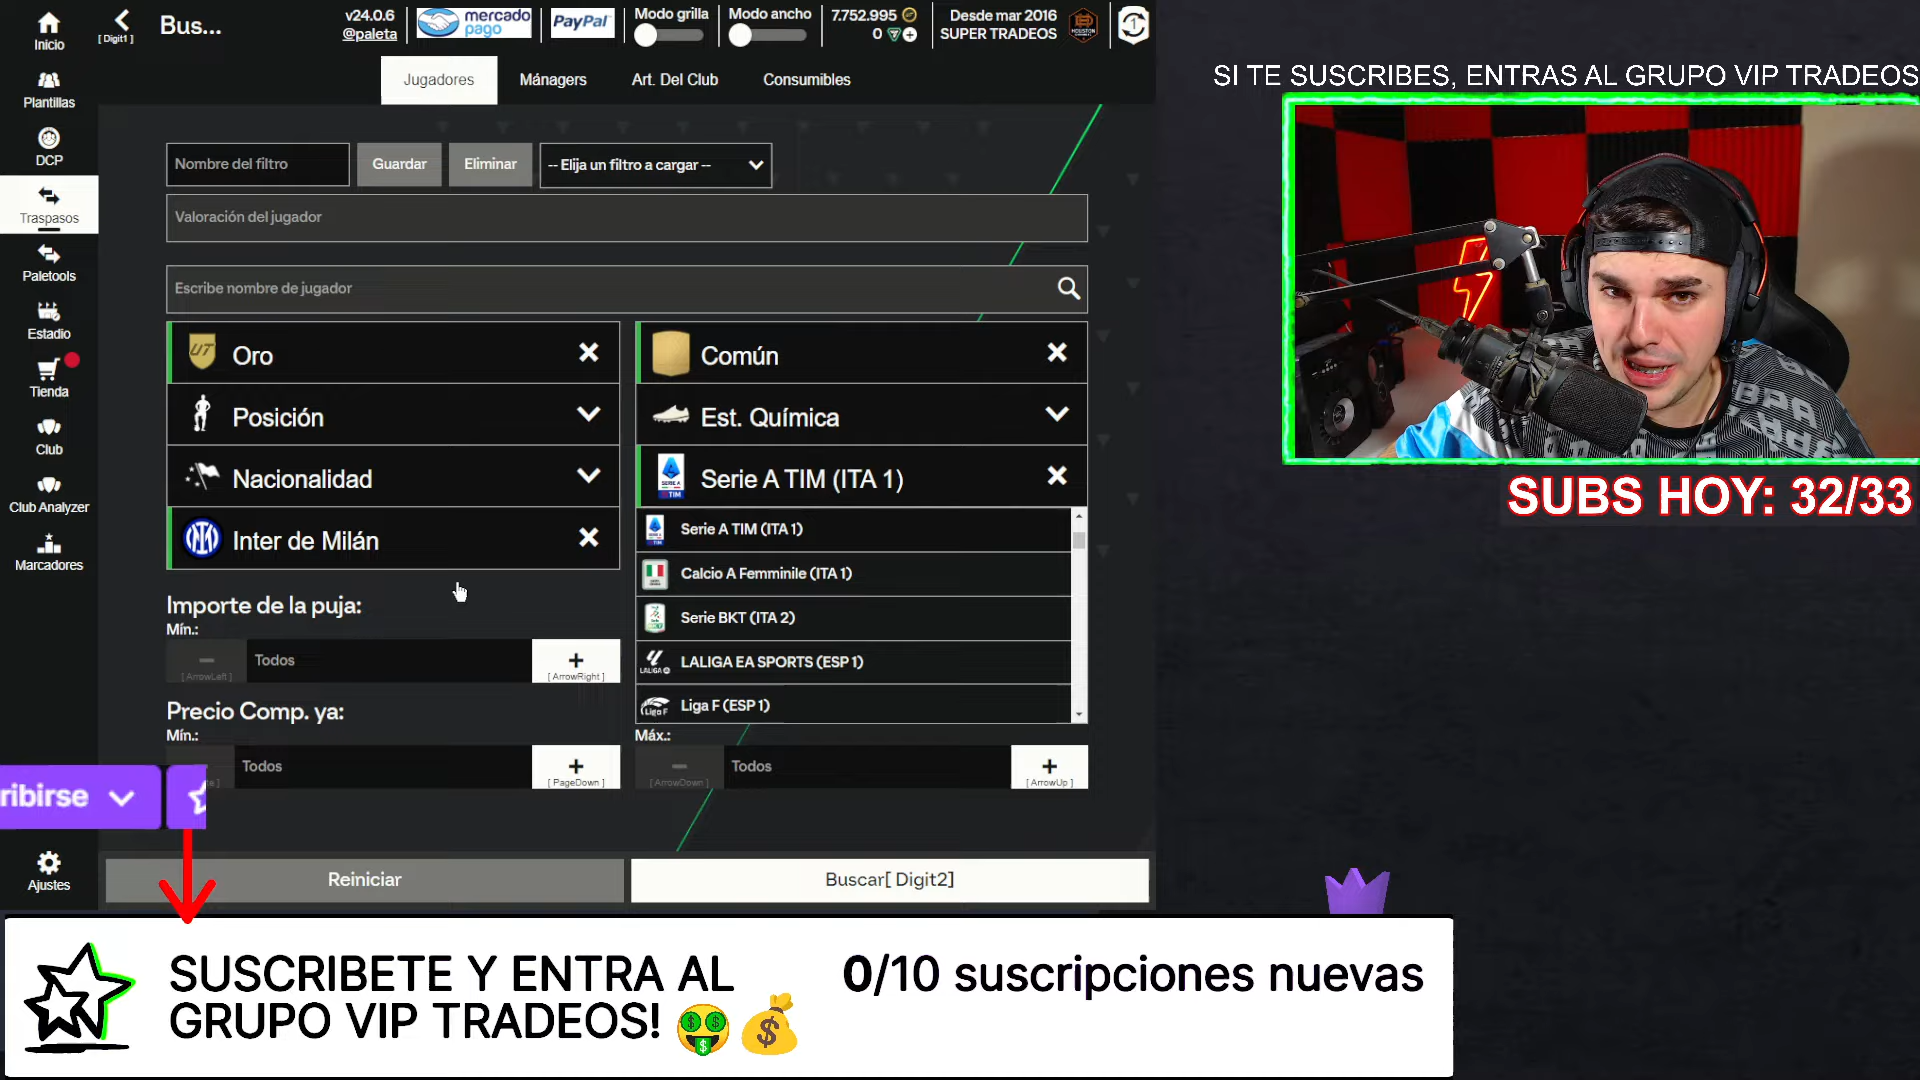 Inicio
[ Digit1 ]
Bus...
v24.0.6
@paleta
mercado
pago
PayPal
Modo grilla
Modo ancho
7.752.995
0
Desde mar 2016
SUPER TRADEOS
1
Plantillas
DCP
Traspasos
Paletools
Estadio
Tienda
Club
Club Analyzer
Marcadores
Ajustes
Jugadores
Mánagers
Art. Del Club
Consumibles
Nombre del filtro
Guardar
Eliminar
-- Elija un filtro a cargar --
Valoración del jugador
Escribe nombre de jugador
UT
Oro
Común
Posición
Est. Química
Nacionalidad
Serie A TIM (ITA 1)
Inter de Milán
Serie A TIM (ITA 1)
Calcio A Femminile (ITA 1)
Serie BKT (ITA 2)
LALIGA EA SPORTS (ESP 1)
Liga F (ESP 1)
Importe de la puja:
Mín.:
Todos
[ ArrowLeft ]
[ ArrowRight ]
Precio Comp. ya:
Mín.:
Máx.:
Todos
[ PageDown ]
Todos
[ ArrowDown ]
[ ArrowUp ]
ribirse
Reiniciar
Buscar[ Digit2]
SI TE SUSCRIBES, ENTRAS AL GRUPO VIP TRADEOS
SUBS HOY: 32/33
SUSCRIBETE Y ENTRA AL
GRUPO VIP TRADEOS!
0/10 suscripciones nuevas